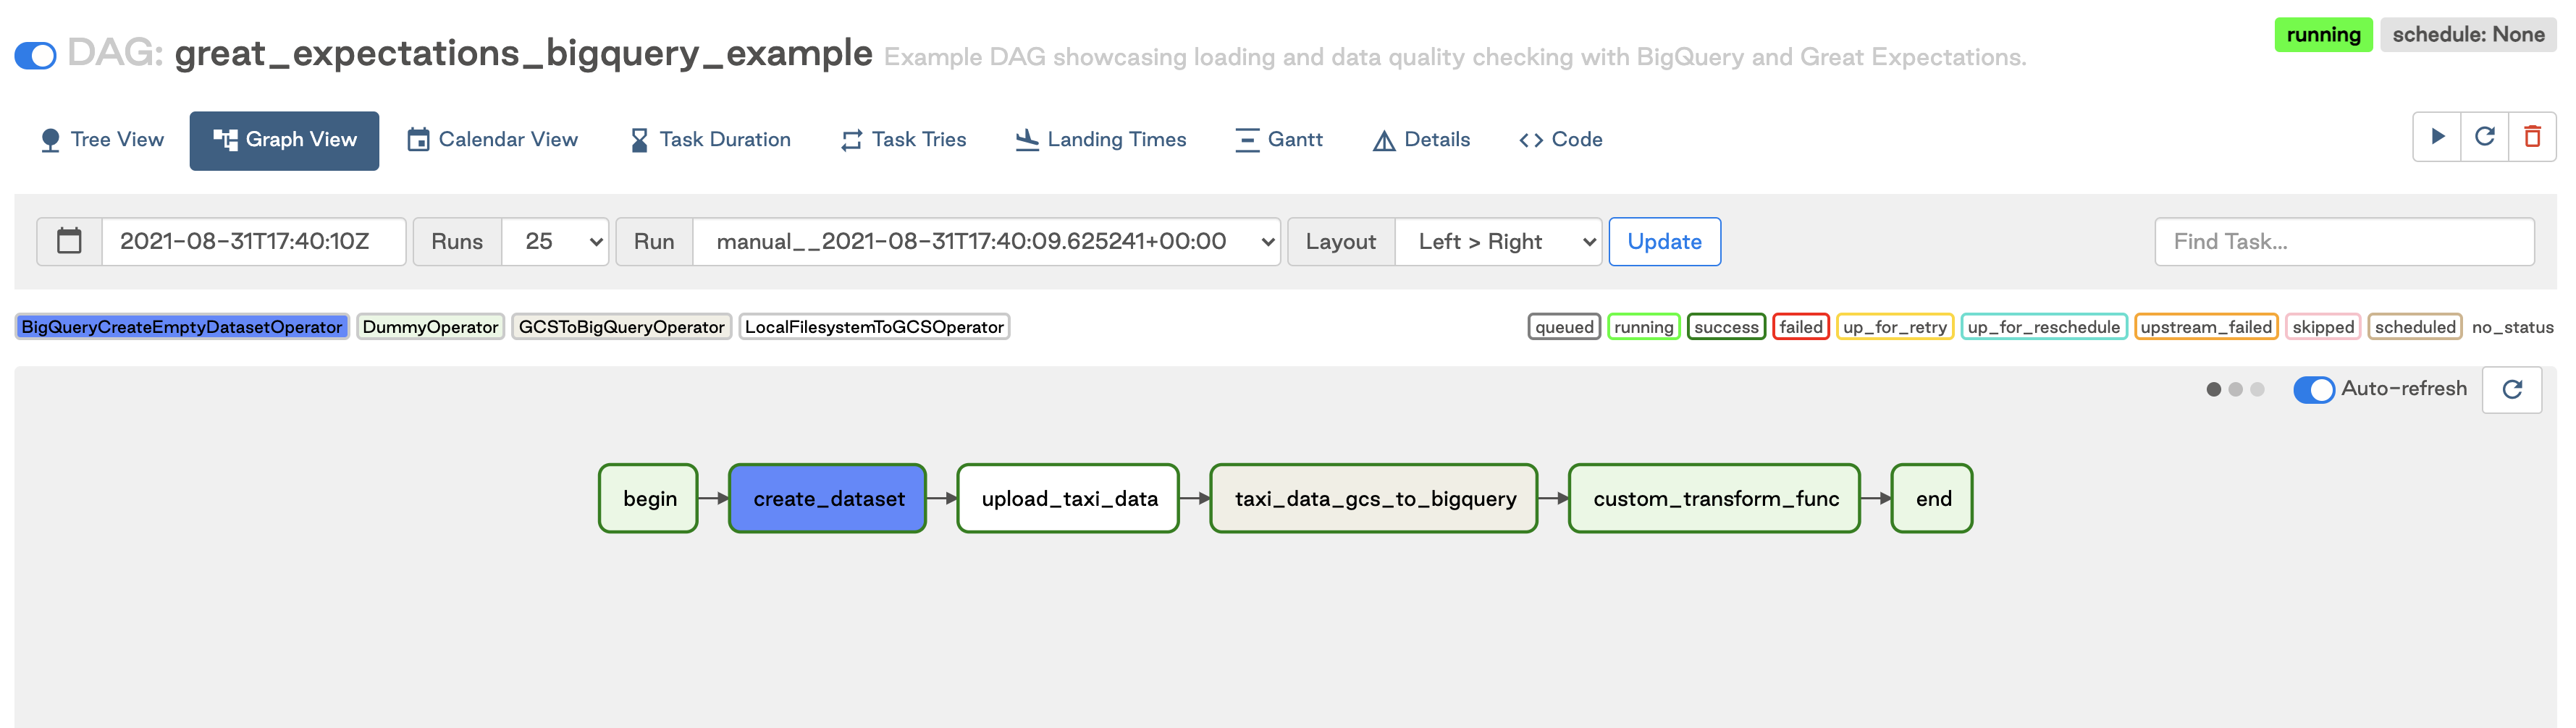 DAG: great_expectations_bigquery_example Example DAG showcasing loading and data quality checking with BigQuery and Great Expectations. running schedule: None
Tree View Graph View Calendar View Task Duration Task Tries Landing Times Gantt Details <> Code
2021-08-31T17:40:10Z Runs 25 Run manual__2021-08-31T17:40:09.625241+00:00 Layout Left > Right Update Find Task...
BigQueryCreateEmptyDatasetOperator DummyOperator GCSToBigQueryOperator LocalFilesystemToGCSOperator queued running success failed up_for_retry up_for_reschedule upstream_failed skipped scheduled no_status
Auto-refresh
begin create_dataset upload_taxi_data taxi_data_gcs_to_bigquery custom_transform_func end